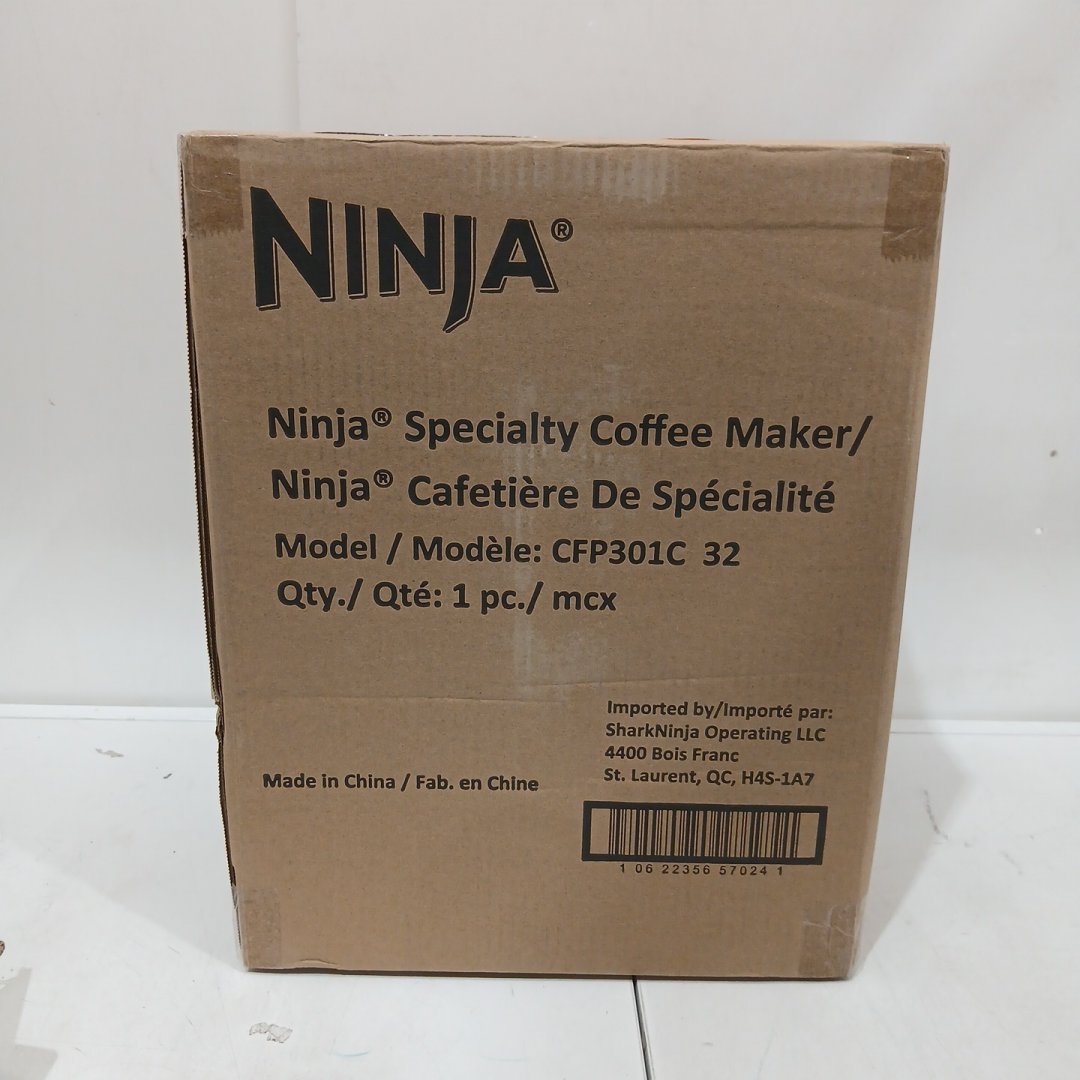 NINJA®
Ninja® Specialty Coffee Maker/
Ninja® Cafetière De Spécialité
Model / Modèle: CFP301C 32
Qty./ Qté: 1 pc./ mcx
Imported by/Importé par:
SharkNinja Operating LLC
4400 Bois Franc
St. Laurent, QC, H4S-1A7
Made in China / Fab. en Chine
1 06 22356 57024 1